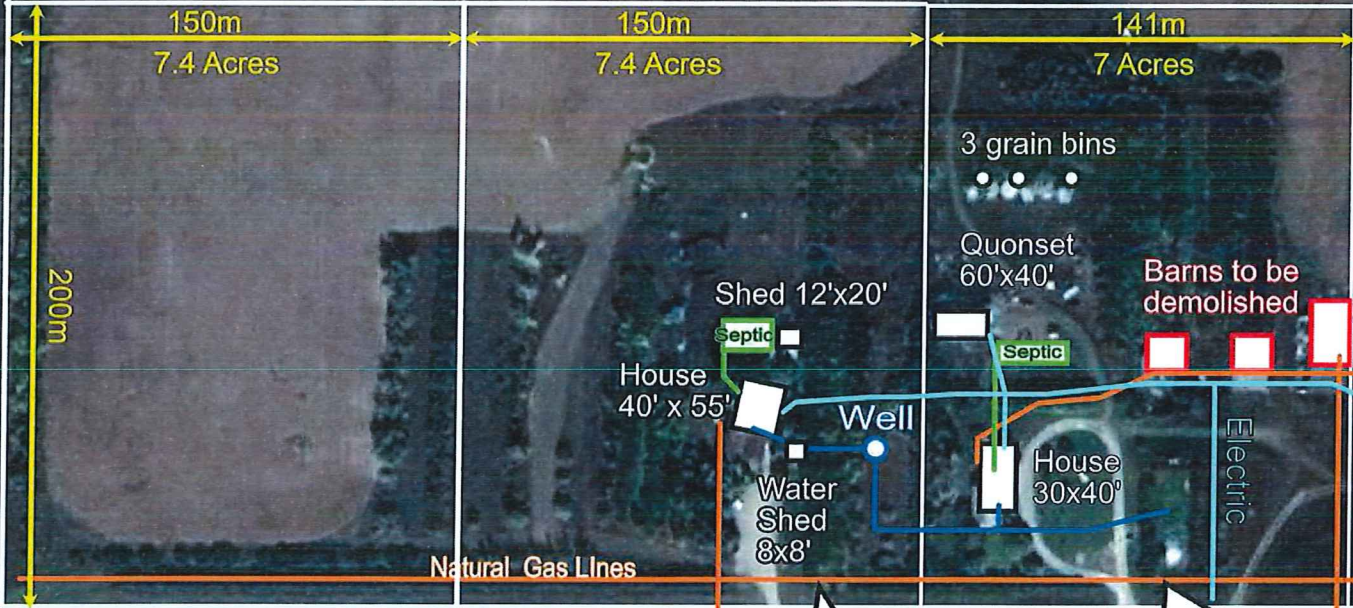 150m
7.4 Acres
150m
7.4 Acres
141m
7 Acres
200m
3 grain bins
Quonset
60'x40'
Barns to be
demolished
Shed 12'x20'
Septic
Septic
House
40' x 55'
Well
Water
Shed
8x8'
House
30x40'
Electric
Natural Gas LInes